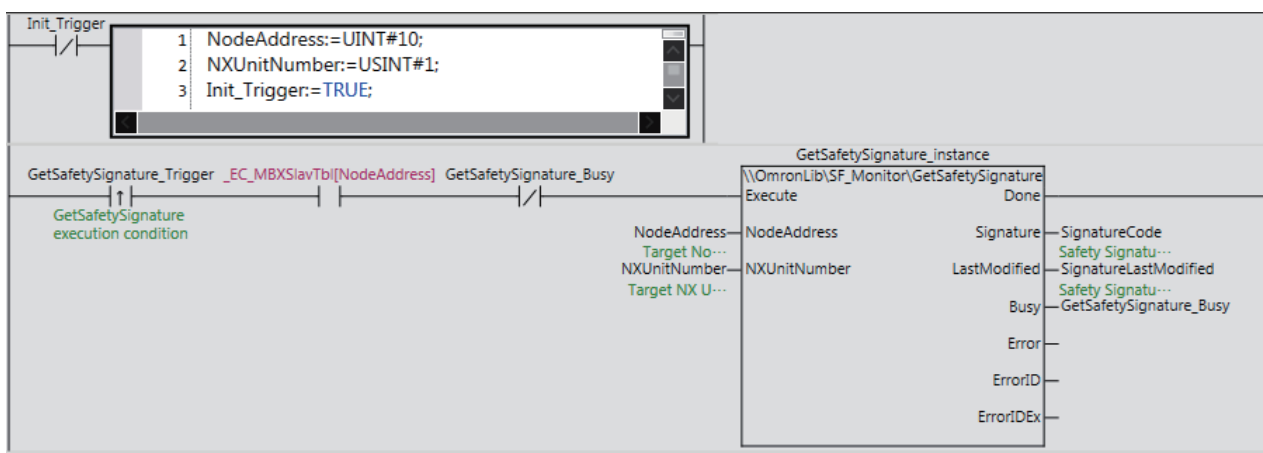 Init_Trigger
1 NodeAddress:=UINT#10;
2 NXUnitNumber:=USINT#1;
3 Init_Trigger:=TRUE;
GetSafetySignature_instance
GetSafetySignature_Trigger _EC_MBXSlavTbl[NodeAddress] GetSafetySignature_Busy \\OmronLib\SF_Monitor\GetSafetySignature
Execute Done
GetSafetySignature
execution condition
NodeAddress NodeAddress Signature SignatureCode
Target No··· Safety Signatu···
NXUnitNumber NXUnitNumber LastModified SignatureLastModified
Target NX U··· Safety Signatu···
Busy GetSafetySignature_Busy
Error
ErrorID
ErrorIDEx